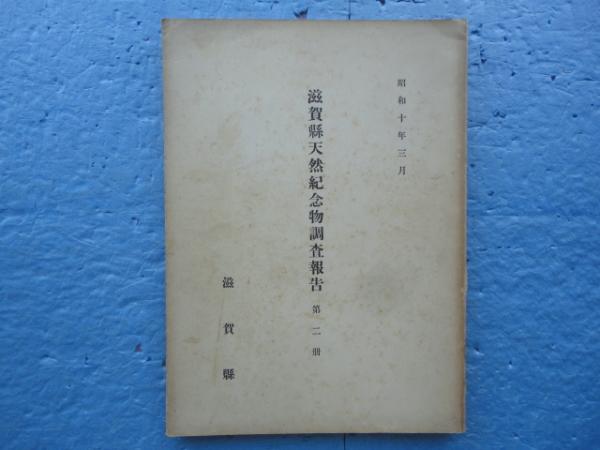 昭和十年三月
滋賀縣天然紀念物調査報告 第二冊
滋賀縣